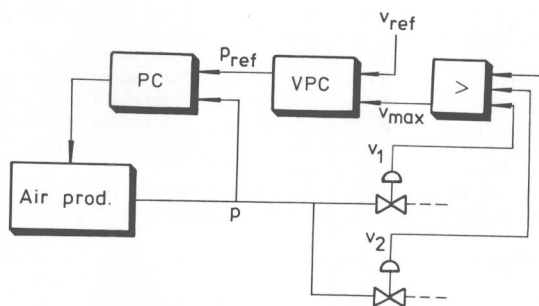 v_ref
p_ref
PC
VPC
>
v_max
v_1
Air prod.
p
v_2